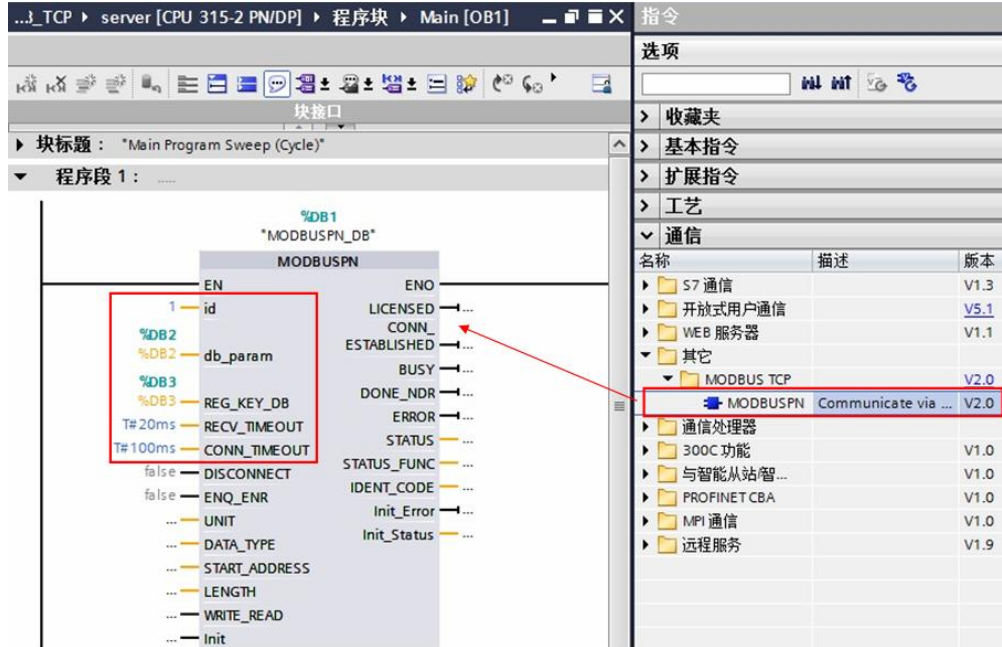 ..._TCP ▸ server [CPU 315-2 PN/DP] ▸ 程序块 ▸ Main [OB1]
块接口
块标题： "Main Program Sweep (Cycle)"
程序段 1： .....
%DB1
"MODBUSPN_DB"
MODBUSPN
EN ENO
1 id LICENSED ...
CONN_
%DB2 ESTABLISHED ...
%DB2 db_param
BUSY ...
%DB3 DONE_NDR ...
%DB3 REG_KEY_DB
ERROR ...
T#20ms RECV_TIMEOUT
STATUS ...
T#100ms CONN_TIMEOUT
STATUS_FUNC ...
false DISCONNECT
IDENT_CODE ...
false ENQ_ENR
Init_Error ...
... UNIT
Init_Status ...
... DATA_TYPE
... START_ADDRESS
... LENGTH
... WRITE_READ
... Init
指令
选项
收藏夹
基本指令
扩展指令
工艺
通信
名称 描述 版本
S7 通信 V1.3
开放式用户通信 V5.1
WEB 服务器 V1.1
其它
MODBUS TCP V2.0
MODBUSPN Communicate via ... V2.0
通信处理器
300C 功能 V1.0
与智能从站/智... V1.0
PROFINET CBA V1.0
MPI 通信 V1.0
远程服务 V1.9